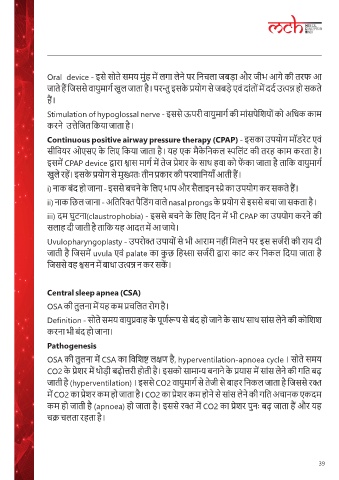 mch
Oral device - इसे सोते समय मुंह में लगा लेने पर निचला जबड़ा और जीभ आगे की तरफ आ
जाते हैं जिससे वायुमार्ग खुल जाता है। परन्तु इसके प्रयोग से जबड़े एवं दांतों में दर्द उत्पन्न हो सकते
हैं।
Stimulation of hypoglossal nerve - इससे ऊपरी वायुमार्ग की मांसपेशियों को अधिक काम
करने उत्तेजित किया जाता है।
Continuous positive airway pressure therapy (CPAP) - इसका उपयोग मॉडरेट एवं
सीवियर ओएसए के लिए किया जाता है। यह एक मैकेनिकल स्पलिंट की तरह काम करता है।
इसमें CPAP device द्वारा श्वास मार्ग में तेज प्रेशर के साथ हवा को फेंका जाता है ताकि वायुमार्ग
खुले रहें। इसके प्रयोग से मुख्यतः तीन प्रकार की परशानियाँ आती हैं।
i) नाक बंद हो जाना - इससे बचने के लिए भाप और सैलाइन स्प्रे का उपयोग कर सकते हैं।
ii) नाक छिल जाना - अतिरिक्त पैडिंग वाले nasal prongs के प्रयोग से इससे बचा जा सकता है।
iii) दम घुटना(claustrophobia) - इससे बचने के लिए दिन में भी CPAP का उपयोग करने की
सलाह दी जाती है ताकि यह आदत में आ जाये।
Uvulopharyngoplasty - उपरोक्त उपायों से भी आराम नहीं मिलने पर इस सर्जरी की राय दी
जाती है जिसमें uvula एवं palate का कुछ हिस्सा सर्जरी द्वारा काट कर निकल दिया जाता है
जिससे वह श्वसन में बाधा उत्पन्न न कर सकें।
Central sleep apnea (CSA)
OSA की तुलना में यह कम प्रचलित रोग है।
Definition - सोते समय वायुप्रवाह के पूर्णरूप से बंद हो जाने के साथ साथ सांस लेने की कोशिश
करना भी बंद हो जाना।
Pathogenesis
OSA की तुलना में CSA का विशिष्ट लक्षण है, hyperventilation-apnoea cycle । सोते समय
CO2 के प्रेशर में थोड़ी बढ़ोत्तरी होती है। इसको सामान्य बनाने के प्रयास में सांस लेने की गति बढ़
जाती है (hyperventilation) । इससे CO2 वायुमार्ग से तेजी से बाहर निकल जाता है जिससे रक्त
में CO2 का प्रेशर कम हो जाता है। CO2 का प्रेशर कम होने से सांस लेने की गति अचानक एकदम
कम हो जाती है (apnoea) हो जाता है। इससे रक्त में CO2 का प्रेशर पुनः बढ़ जाता हैं और यह
चक्र चलता रहता है।
39